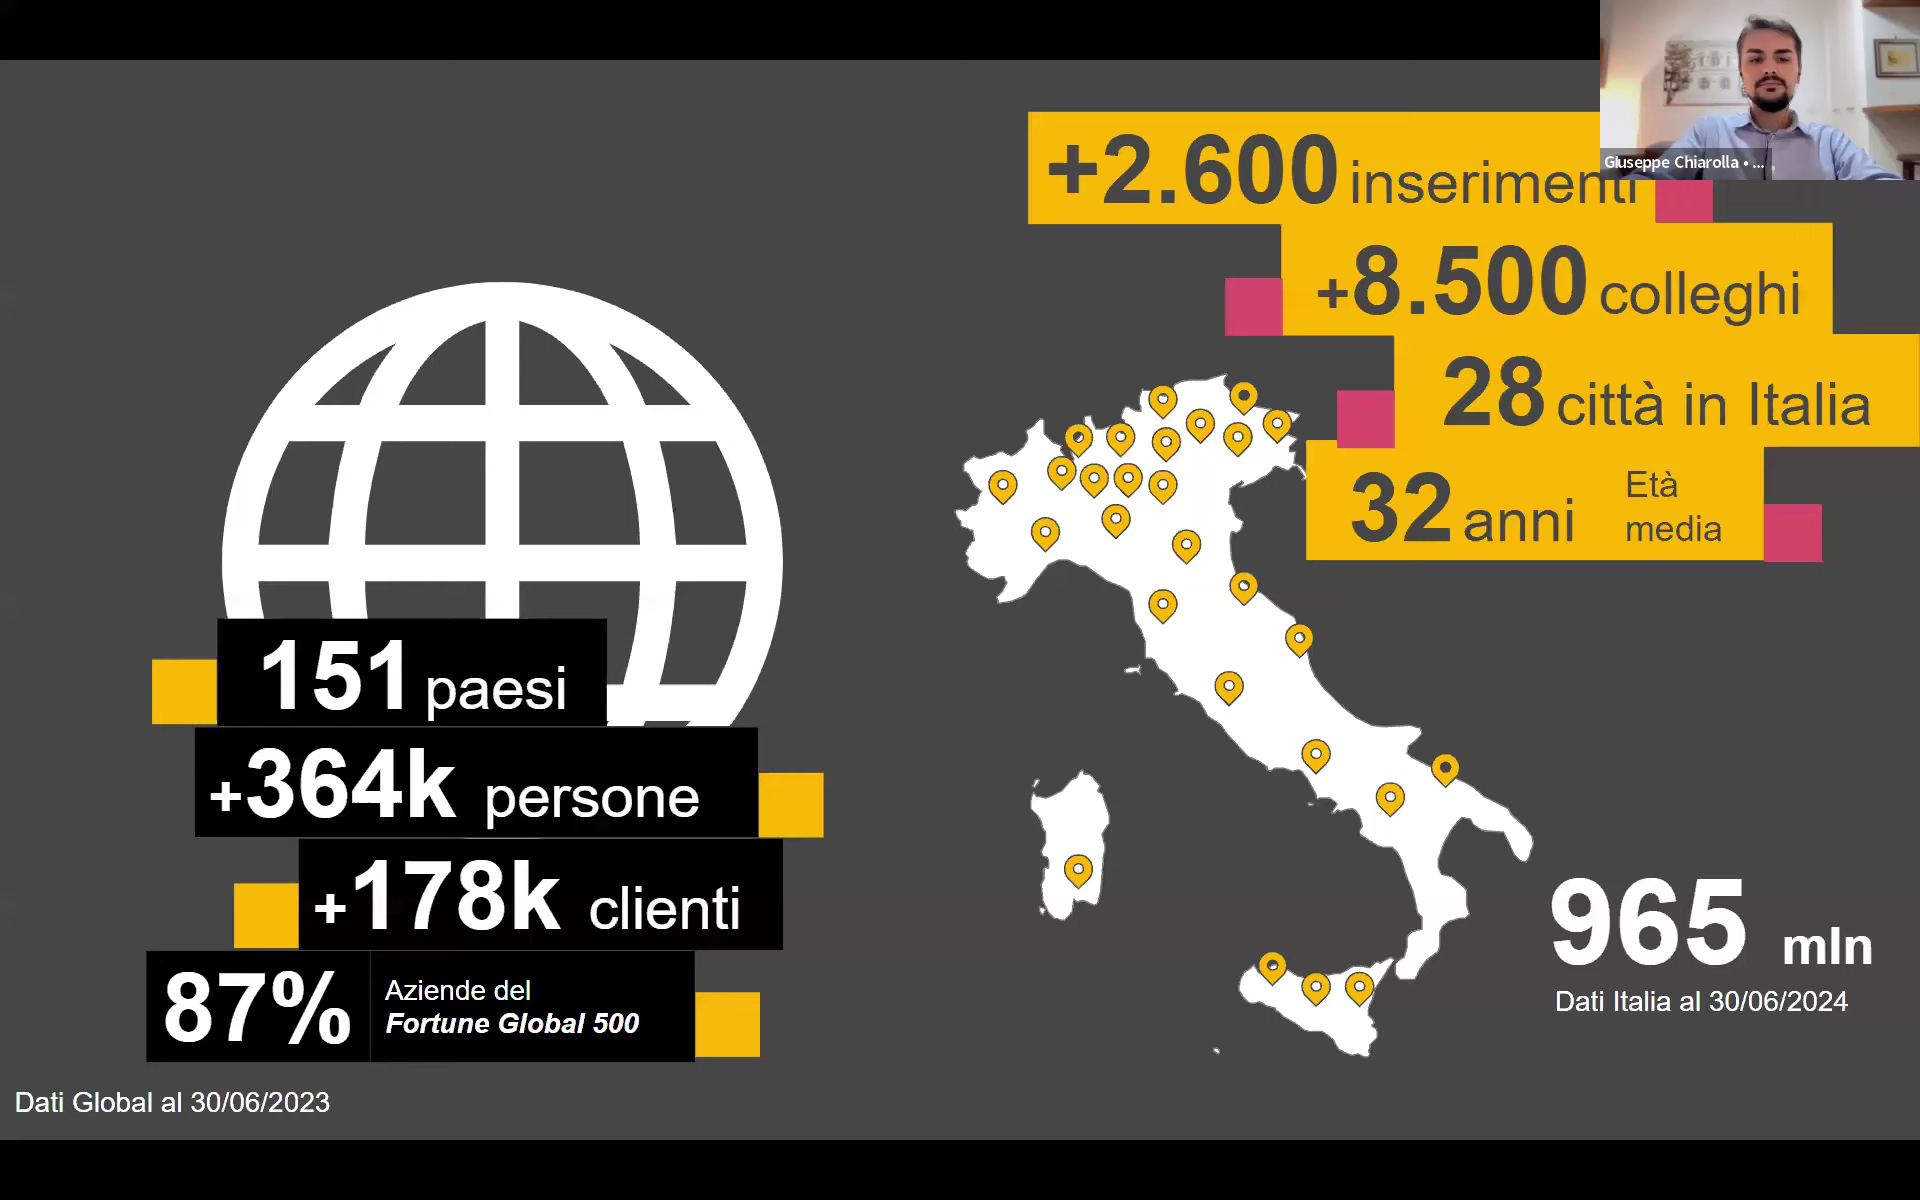 Giuseppe Chiarolla • ...
+2.600 inserimenti
+8.500 colleghi
28 città in Italia
32 anni Età media
151 paesi
+364k persone
+178k clienti
87% Aziende del
Fortune Global 500
965 mln
Dati Italia al 30/06/2024
Dati Global al 30/06/2023